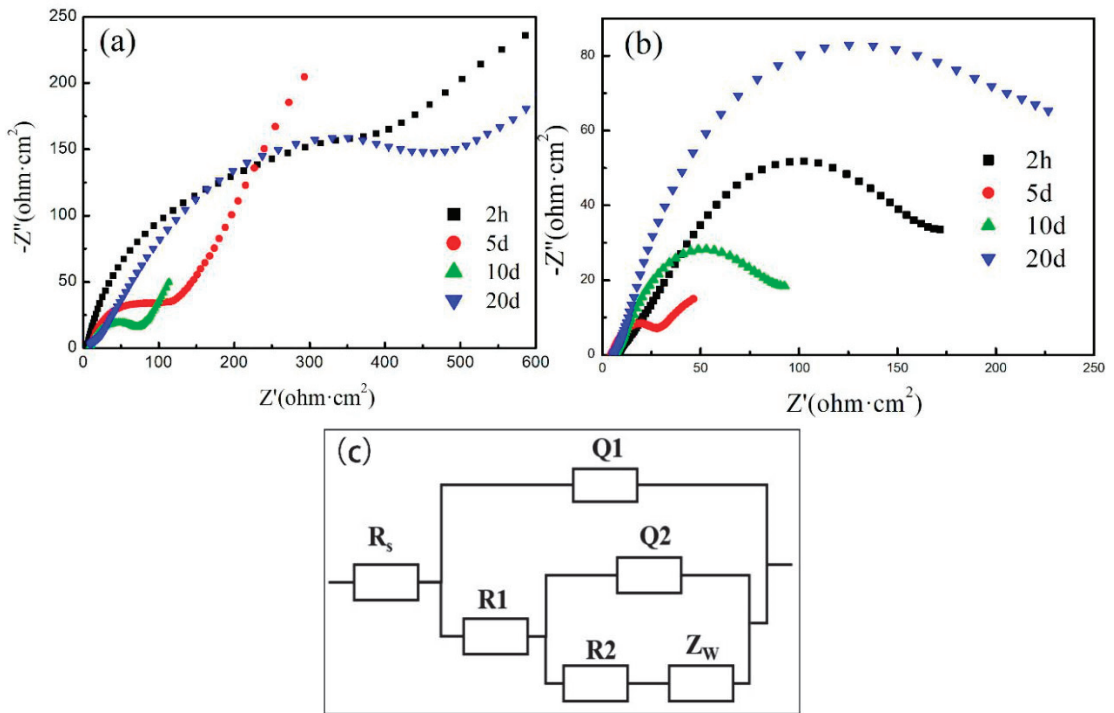 (a)
-Z''(ohm·cm²)
250
200
150
100
50
0
0 100 200 300 400 500 600
Z'(ohm·cm²)
2h
5d
10d
20d
(b)
-Z''(ohm·cm²)
80
60
40
20
0
0 50 100 150 200 250
Z'(ohm·cm²)
2h
5d
10d
20d
(c)
Q1
Rs
Q2
R1
R2 ZW